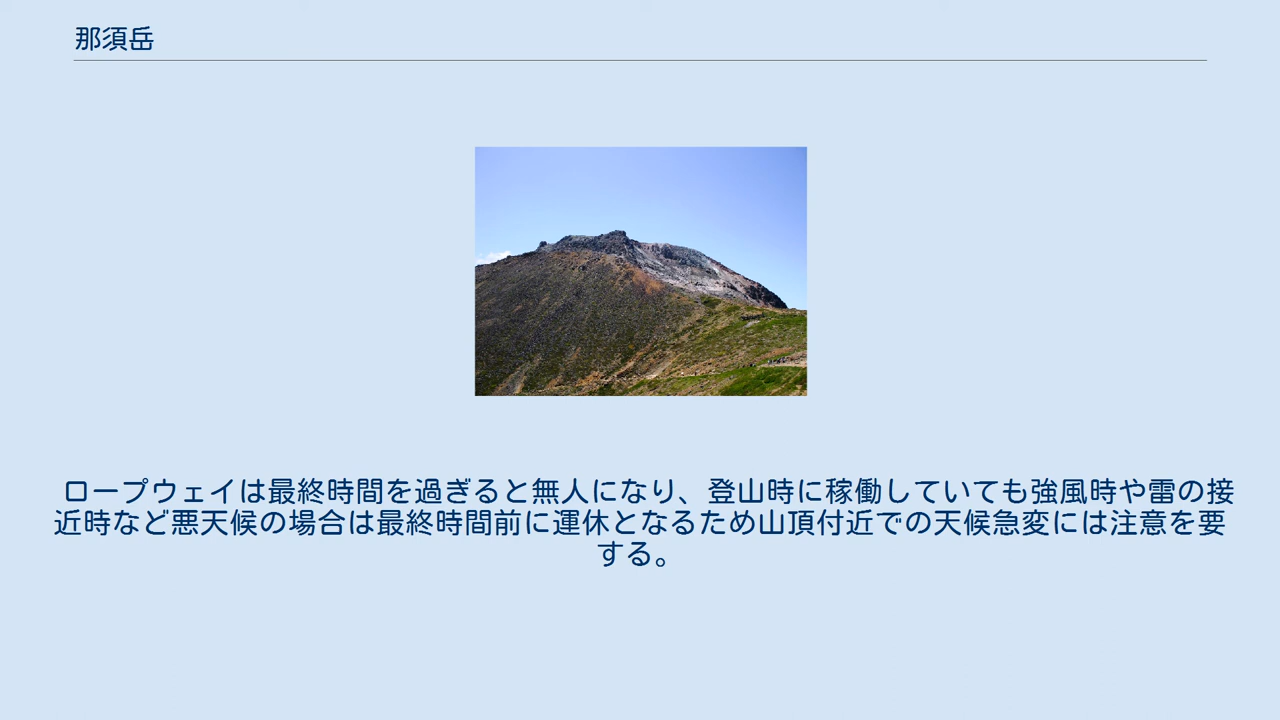 那須岳
ロープウェイは最終時間を過ぎると無人になり、登山時に稼働していても強風時や雷の接
近時など悪天候の場合は最終時間前に運休となるため山頂付近での天候急変には注意を要
する。